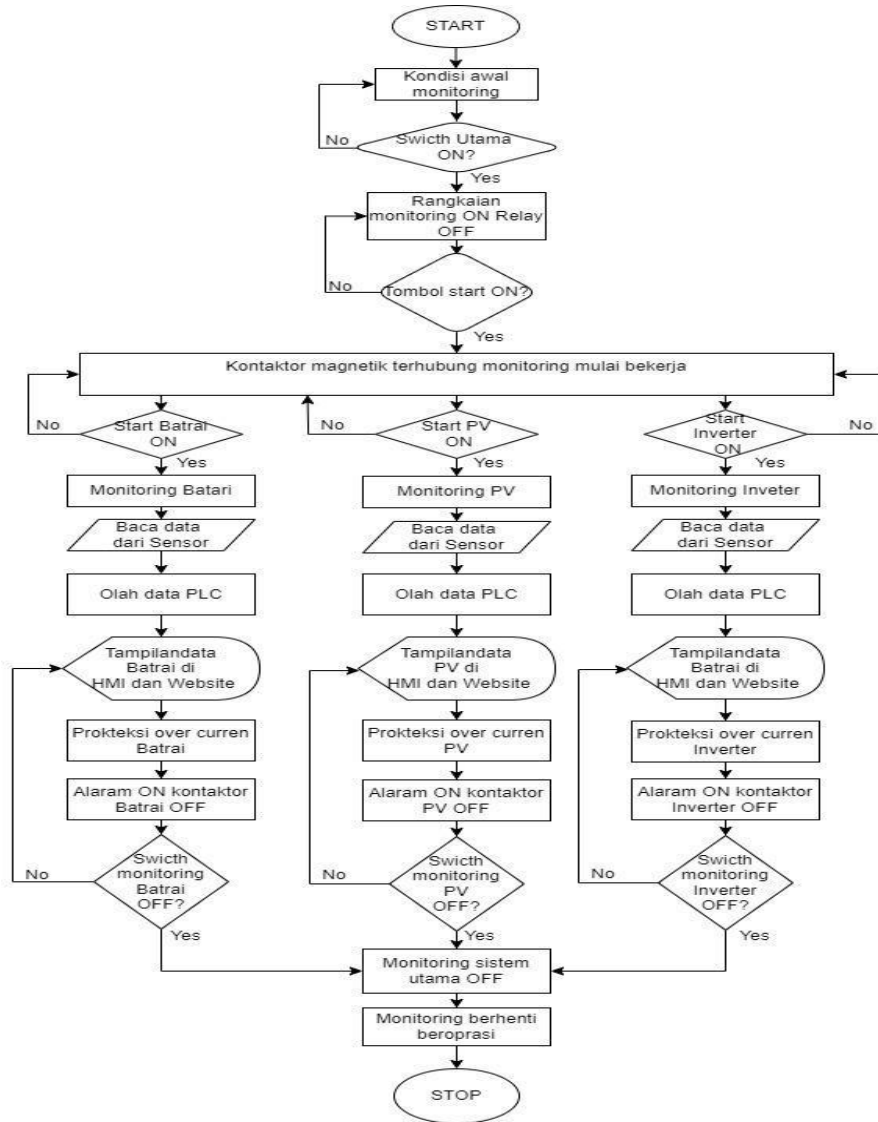 START
Kondisi awal
monitoring
No
Swicth Utama
ON?
Yes
Rangkaian
monitoring ON Relay
OFF
No
Tombol start ON?
Yes
Kontaktor magnetik terhubung monitoring mulai bekerja
No
Start Batrai
ON
Yes
No
Start PV
ON
Yes
Start
Inverter
ON
No
Yes
Monitoring Batari
Monitoring PV
Monitoring Inveter
Baca data
dari Sensor
Baca data
dari Sensor
Baca data
dari Sensor
Olah data PLC
Olah data PLC
Olah data PLC
Tampilandata
Batrai di
HMI dan Website
Tampilandata
PV di
HMI dan Website
Tampilandata
Batrai di
HMI dan Website
Prokteksi over curren
Batrai
Prokteksi over curren
PV
Prokteksi over curren
Inverter
Alaram ON kontaktor
Batrai OFF
Alaram ON kontaktor
PV OFF
Alaram ON kontaktor
Inverter OFF
No
Swicth
monitoring
Batrai
OFF?
Yes
No
Swicth
monitoring
PV
OFF?
Yes
No
Swicth
monitoring
Inverter
OFF?
Yes
Monitoring sistem
utama OFF
Monitoring berhenti
beroprasi
STOP